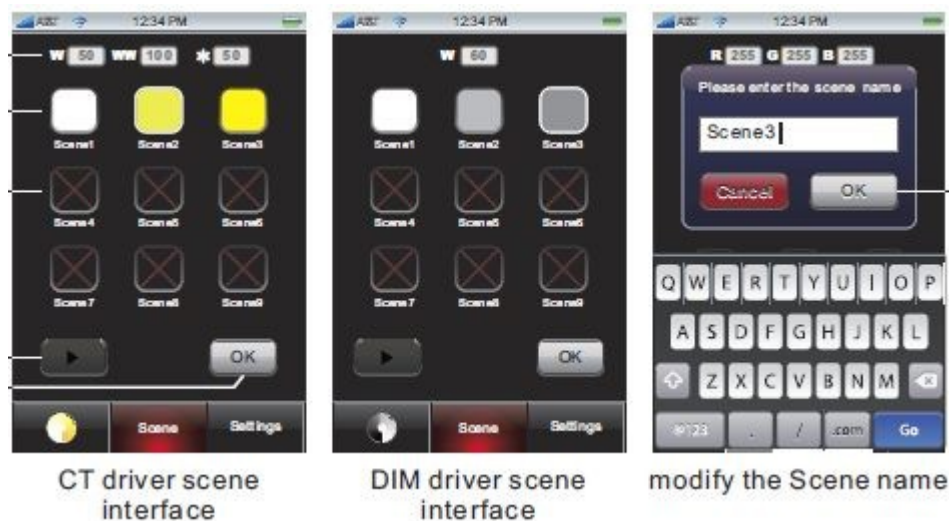 AT&T 12:34 PM
W 50 WW 100 * 50
Scene1 Scene2 Scene3
Scene4 Scene5 Scene6
Scene7 Scene8 Scene9
OK
Scene Settings
CT driver scene
interface
AT&T 12:34 PM
W 60
Scene1 Scene2 Scene3
Scene4 Scene5 Scene6
Scene7 Scene8 Scene9
OK
Scene Settings
DIM driver scene
interface
AT&T 12:34 PM
R 255 G 255 B 255
Please enter the scene name
Scene3
Cancel OK
Q W E R T Y U I O P
A S D F G H J K L
Z X C V B N M
@123 . / .com Go
modify the Scene name